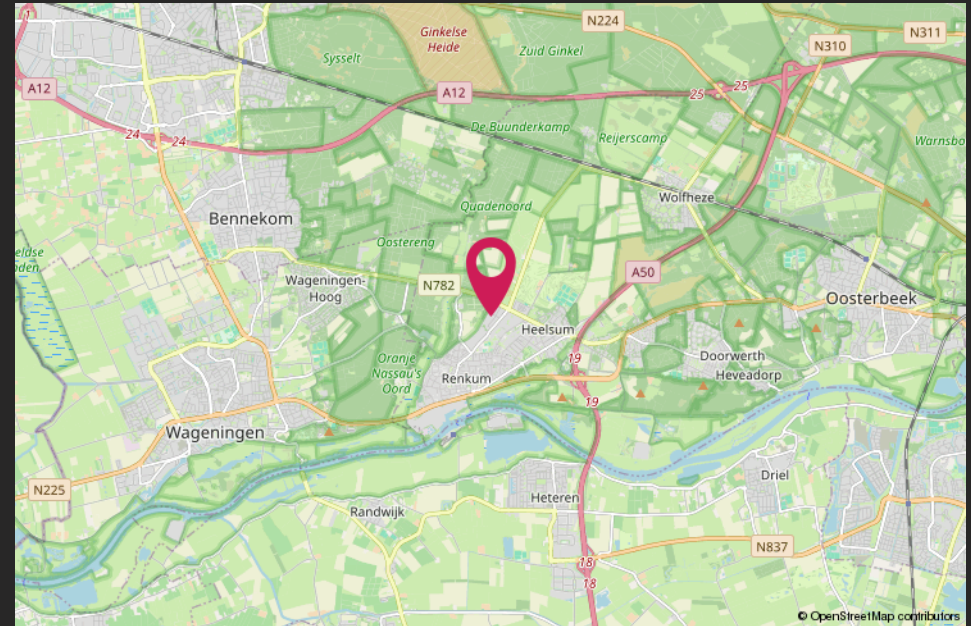 1
Ginkelse
Heide
N224
N311
N310
Sysselt
Zuid Ginkel
A12
A12
25
25
24
24
De Buunderkamp
Reijerscamp
Warnsbo
Wolfheze
Bennekom
Quadenoord
Oostereng
eldse
nden
Wageningen-
Hoog
N782
A50
Oosterbeek
Heelsum
19
Doorwerth
Heveadorp
Oranje
Nassau's
Oord
Renkum
19
Wageningen
N225
Driel
Heteren
Randwijk
N837
18
18
© OpenStreetMap contributors